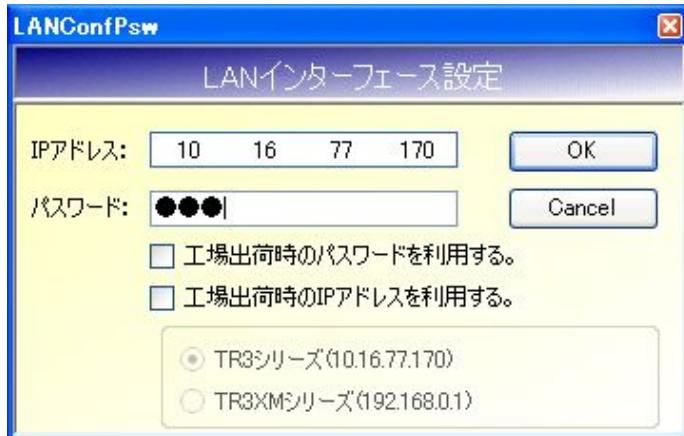 LANConfPsw
LANインターフェース設定
IPアドレス: 10 16 77 170 OK
パスワード: ●●● Cancel
工場出荷時のパスワードを利用する。
工場出荷時のIPアドレスを利用する。
TR3シリーズ(10.16.77.170)
TR3XMシリーズ(192.168.0.1)